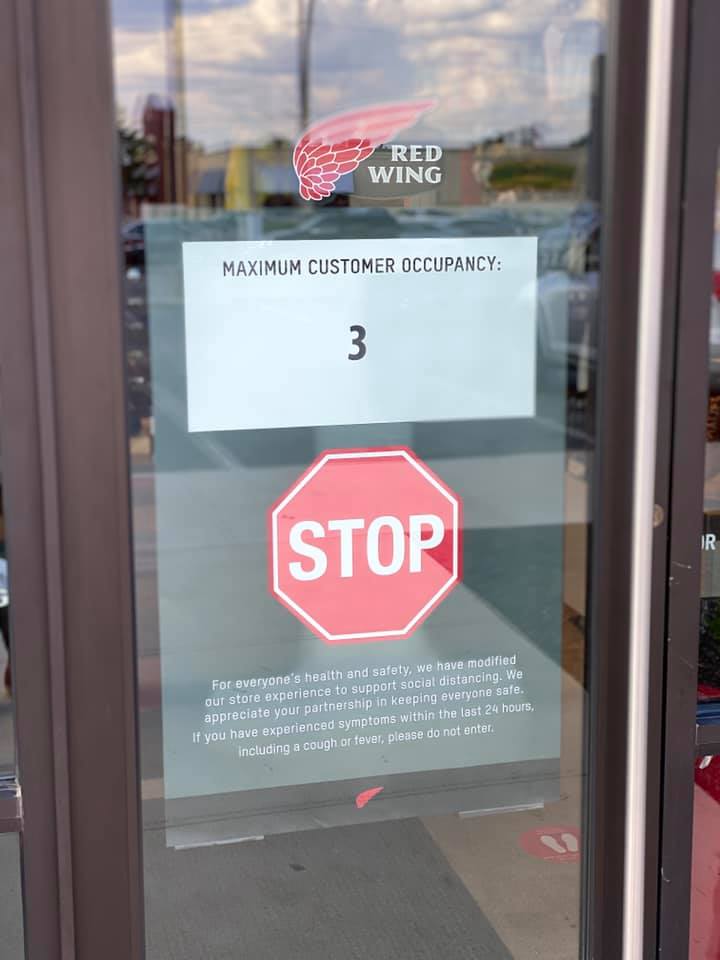 RED
WING
MAXIMUM CUSTOMER OCCUPANCY:
3
STOP
For everyone's health and safety, we have modified
our store experience to support social distancing. We
appreciate your partnership in keeping everyone safe.
If you have experienced symptoms within the last 24 hours,
including a cough or fever, please do not enter.